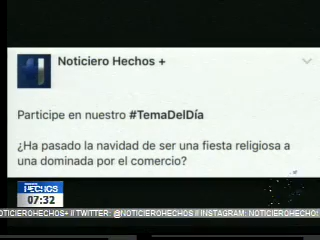 Noticiero Hechos +
Participe en nuestro #TemaDelDía
¿Ha pasado la navidad de ser una fiesta religiosa a
una dominada por el comercio?
HECHOS
07:32
NOTICIEROHECHOS+ // TWITTER: @NOTICIEROHECHOS // INSTAGRAM: NOTICIEROHECHO